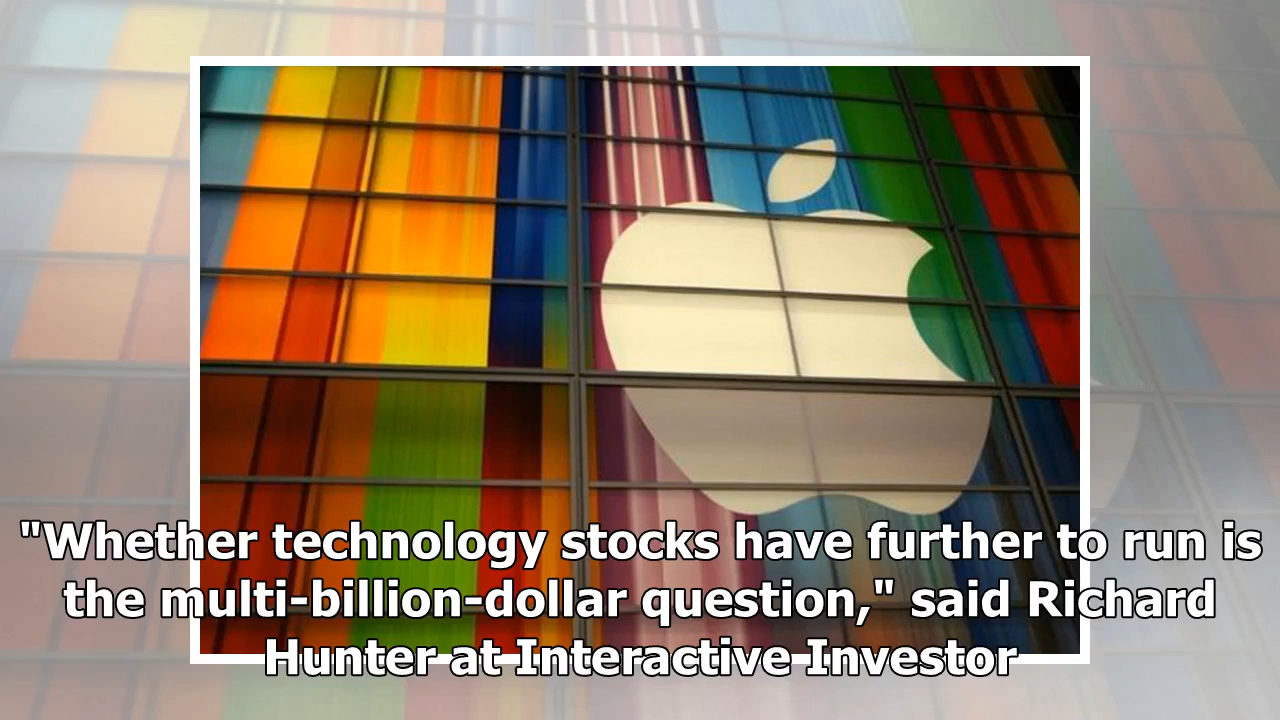 "Whether technology stocks have further to run is
the multi-billion-dollar question," said Richard
Hunter at Interactive Investor